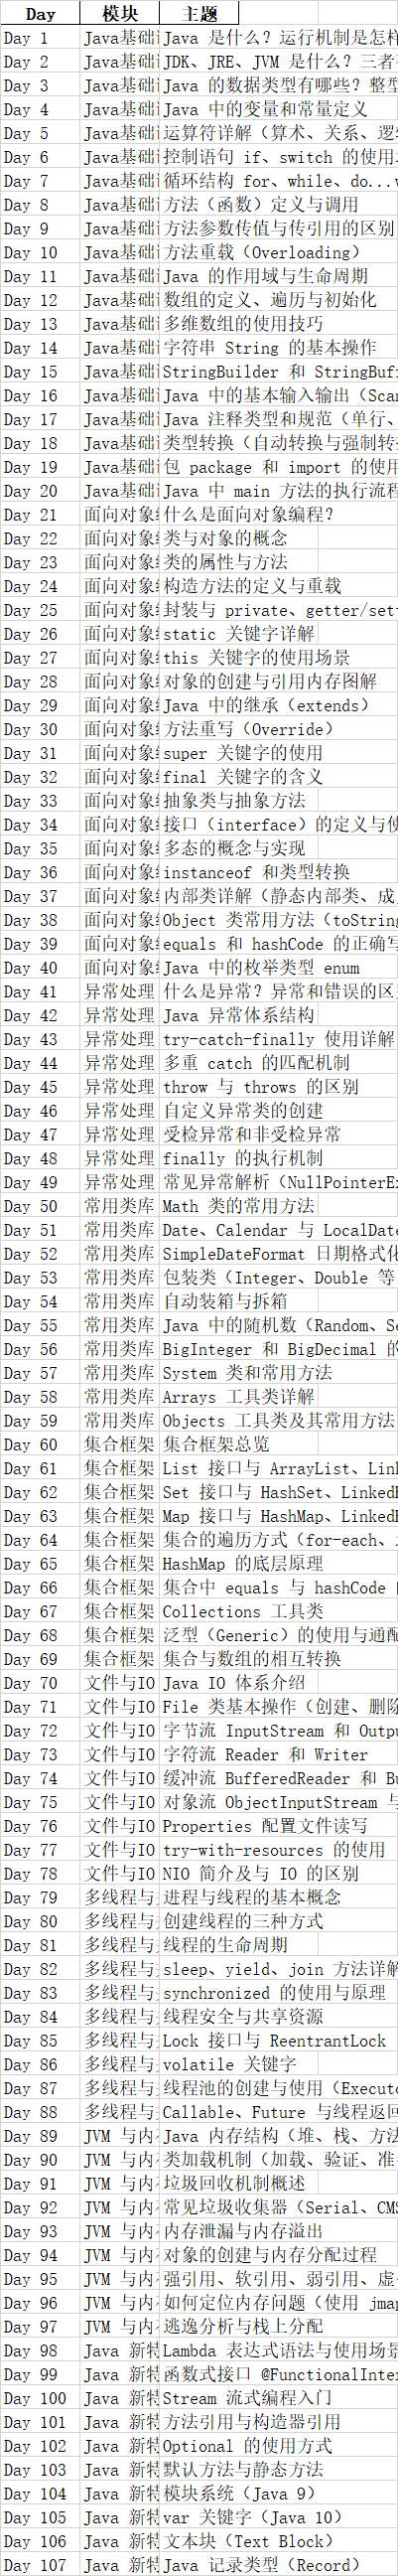 Day 模块 主题
Day 1 Java基础语 Java 是什么？运行机制是怎样
Day 2 Java基础语 JDK、JRE、JVM 是什么？三者有
Day 3 Java基础语 Java 的数据类型有哪些？整型
Day 4 Java基础语 Java 中的变量和常量定义
Day 5 Java基础语 运算符详解（算术、关系、逻辑
Day 6 Java基础语 控制语句 if、switch 的使用场
Day 7 Java基础语 循环结构 for、while、do...w
Day 8 Java基础语 方法（函数）定义与调用
Day 9 Java基础语 方法参数传值与传引用的区别
Day 10 Java基础语 方法重载（Overloading）
Day 11 Java基础语 Java 的作用域与生命周期
Day 12 Java基础语 数组的定义、遍历与初始化
Day 13 Java基础语 多维数组的使用技巧
Day 14 Java基础语 字符串 String 的基本操作
Day 15 Java基础语 StringBuilder 和 StringBuff
Day 16 Java基础语 Java 中的基本输入输出（Scan
Day 17 Java基础语 Java 注释类型和规范（单行、
Day 18 Java基础语 类型转换（自动转换与强制转换
Day 19 Java基础语 包 package 和 import 的使用
Day 20 Java基础语 Java 中 main 方法的执行流程
Day 21 面向对象编 什么是面向对象编程？
Day 22 面向对象编 类与对象的概念
Day 23 面向对象编 类的属性与方法
Day 24 面向对象编 构造方法的定义与重载
Day 25 面向对象编 封装与 private、getter/sett
Day 26 面向对象编 static 关键字详解
Day 27 面向对象编 this 关键字的使用场景
Day 28 面向对象编 对象的创建与引用内存图解
Day 29 面向对象编 Java 中的继承（extends）
Day 30 面向对象编 方法重写（Override）
Day 31 面向对象编 super 关键字的使用
Day 32 面向对象编 final 关键字的含义
Day 33 面向对象编 抽象类与抽象方法
Day 34 面向对象编 接口（interface）的定义与使
Day 35 面向对象编 多态的概念与实现
Day 36 面向对象编 instanceof 和类型转换
Day 37 面向对象编 内部类详解（静态内部类、成员
Day 38 面向对象编 Object 类常用方法（toString
Day 39 面向对象编 equals 和 hashCode 的正确写
Day 40 面向对象编 Java 中的枚举类型 enum
Day 41 异常处理 什么是异常？异常和错误的区别
Day 42 异常处理 Java 异常体系结构
Day 43 异常处理 try-catch-finally 使用详解
Day 44 异常处理 多重 catch 的匹配机制
Day 45 异常处理 throw 与 throws 的区别
Day 46 异常处理 自定义异常类的创建
Day 47 异常处理 受检异常和非受检异常
Day 48 异常处理 finally 的执行机制
Day 49 异常处理 常见异常解析（NullPointerEx
Day 50 常用类库 Math 类的常用方法
Day 51 常用类库 Date、Calendar 与 LocalDate
Day 52 常用类库 SimpleDateFormat 日期格式化
Day 53 常用类库 包装类（Integer、Double 等
Day 54 常用类库 自动装箱与拆箱
Day 55 常用类库 Java 中的随机数（Random、Se
Day 56 常用类库 BigInteger 和 BigDecimal 的
Day 57 常用类库 System 类和常用方法
Day 58 常用类库 Arrays 工具类详解
Day 59 常用类库 Objects 工具类及其常用方法
Day 60 集合框架 集合框架总览
Day 61 集合框架 List 接口与 ArrayList、Link
Day 62 集合框架 Set 接口与 HashSet、LinkedH
Day 63 集合框架 Map 接口与 HashMap、LinkedH
Day 64 集合框架 集合的遍历方式（for-each、
Day 65 集合框架 HashMap 的底层原理
Day 66 集合框架 集合中 equals 与 hashCode
Day 67 集合框架 Collections 工具类
Day 68 集合框架 泛型（Generic）的使用与通配
Day 69 集合框架 集合与数组的相互转换
Day 70 文件与IO Java IO 体系介绍
Day 71 文件与IO File 类基本操作（创建、删除
Day 72 文件与IO 字节流 InputStream 和 Outpu
Day 73 文件与IO 字符流 Reader 和 Writer
Day 74 文件与IO 缓冲流 BufferedReader 和 Bu
Day 75 文件与IO 对象流 ObjectInputStream 与
Day 76 文件与IO Properties 配置文件读写
Day 77 文件与IO try-with-resources 的使用
Day 78 文件与IO NIO 简介及与 IO 的区别
Day 79 多线程与 进程与线程的基本概念
Day 80 多线程与 创建线程的三种方式
Day 81 多线程与 线程的生命周期
Day 82 多线程与 sleep、yield、join 方法详解
Day 83 多线程与 synchronized 的使用与原理
Day 84 多线程与 线程安全与共享资源
Day 85 多线程与 Lock 接口与 ReentrantLock
Day 86 多线程与 volatile 关键字
Day 87 多线程与 线程池的创建与使用（Executo
Day 88 多线程与 Callable、Future 与线程返回
Day 89 JVM 与内存 Java 内存结构（堆、栈、方法
Day 90 JVM 与内存 类加载机制（加载、验证、准备
Day 91 JVM 与内存 垃圾回收机制概述
Day 92 JVM 与内存 常见垃圾收集器（Serial、CMS
Day 93 JVM 与内存 内存泄漏与内存溢出
Day 94 JVM 与内存 对象的创建与内存分配过程
Day 95 JVM 与内存 强引用、软引用、弱引用、虚
Day 96 JVM 与内存 如何定位内存问题（使用 jmap
Day 97 JVM 与内存 逃逸分析与栈上分配
Day 98 Java 新特 Lambda 表达式语法与使用场景
Day 99 Java 新特 函数式接口 @FunctionalInter
Day 100 Java 新特 Stream 流式编程入门
Day 101 Java 新特 方法引用与构造器引用
Day 102 Java 新特 Optional 的使用方式
Day 103 Java 新特 默认方法与静态方法
Day 104 Java 新特 模块系统（Java 9）
Day 105 Java 新特 var 关键字（Java 10）
Day 106 Java 新特 文本块（Text Block）
Day 107 Java 新特 Java 记录类型（Record）